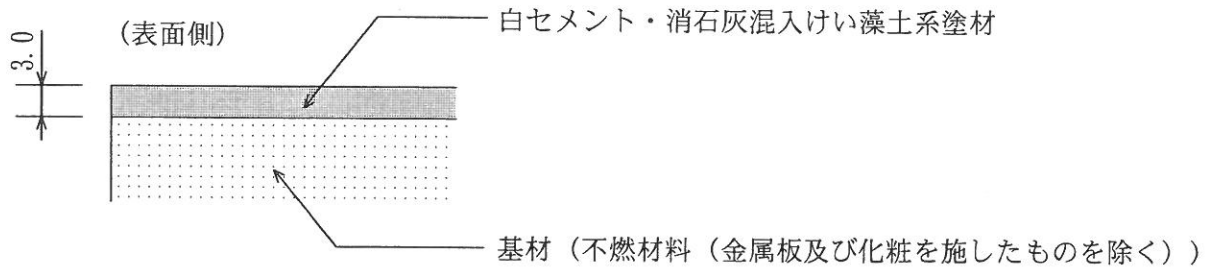 白セメント・消石灰混入けい藻土系塗材
(表面側)
3.0
基材(不燃材料(金属板及び化粧を施したものを除く))